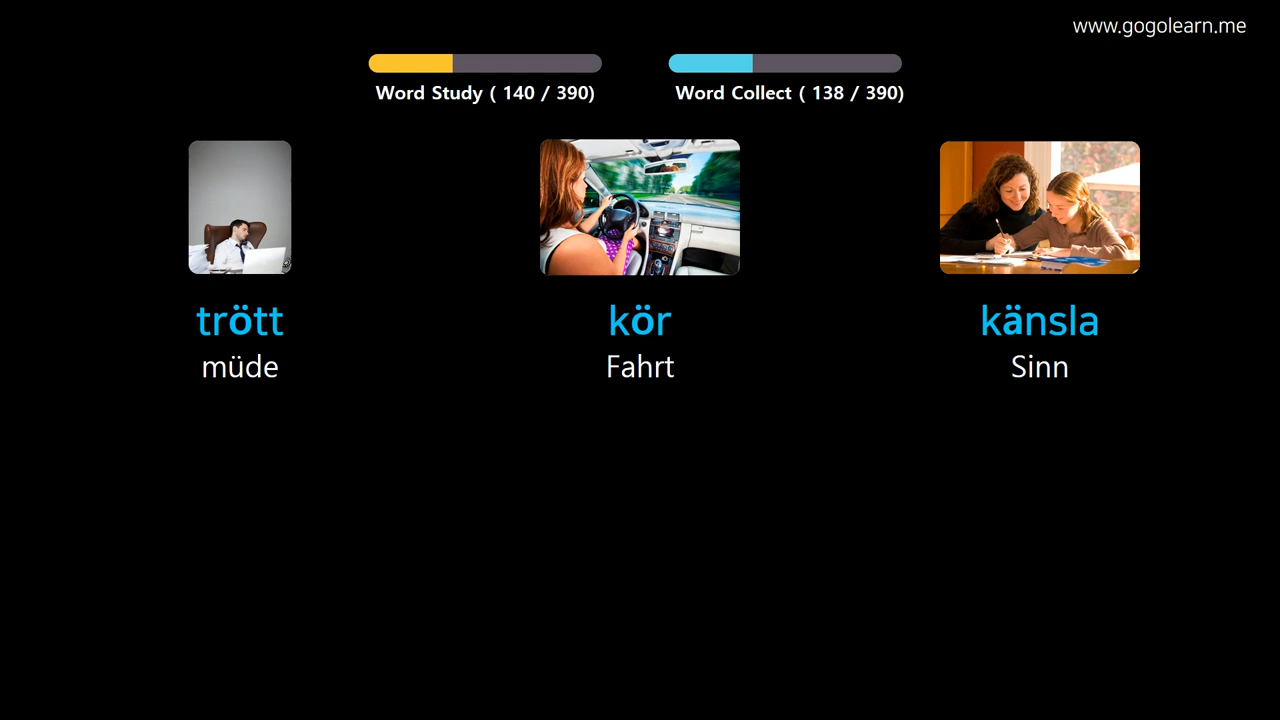 www.gogolearn.me
Word Study ( 140 / 390)
Word Collect ( 138 / 390)
trött
kör
känsla
müde
Fahrt
Sinn